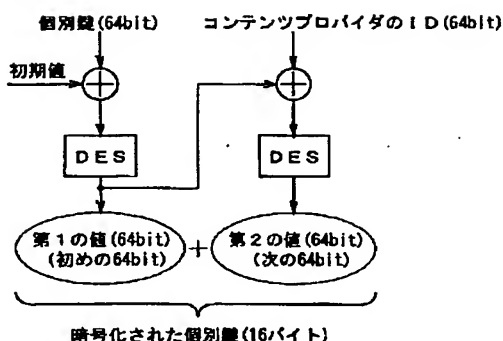 個別鍵(64bit)
コンテンツプロバイダのID(64bit)
初期値
DES
DES
第1の値(64bit)
(初めの64bit)
+
第2の値(64bit)
(次の64bit)
暗号化された個別鍵(16バイト)